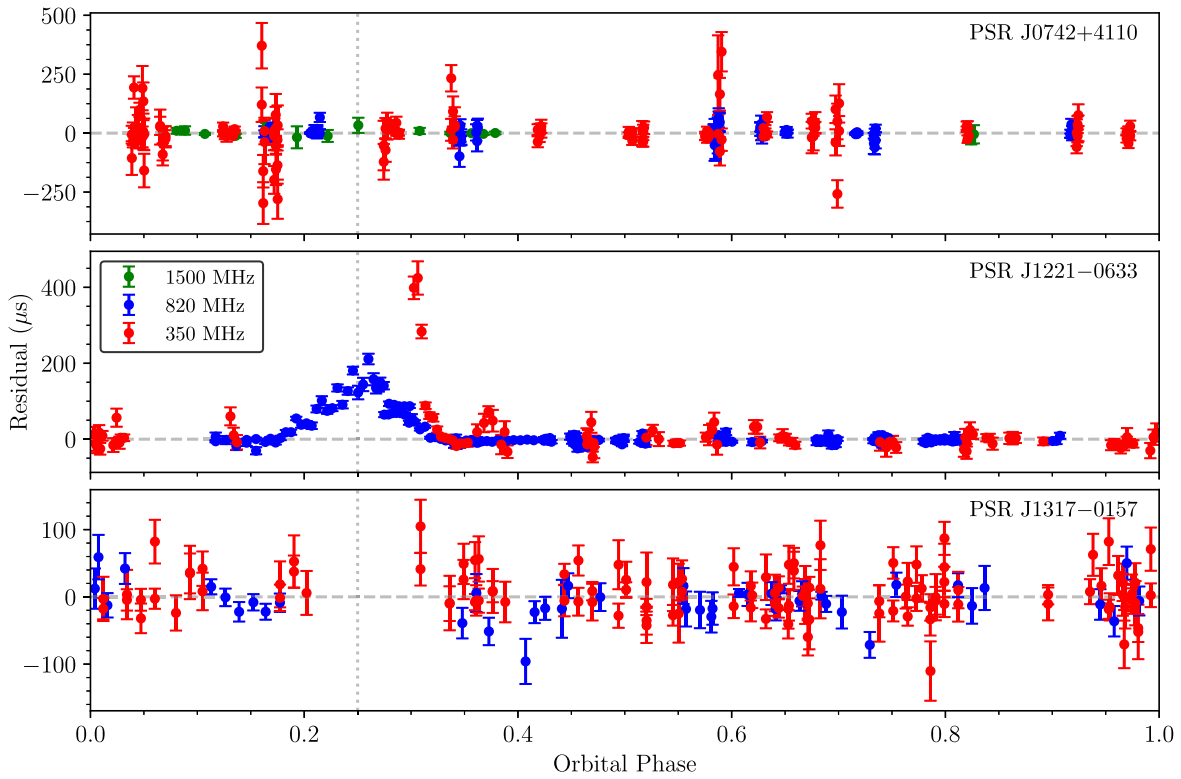 500
250
0
−250
PSR J0742+4110
400
200
0
1500 MHz
820 MHz
350 MHz
PSR J1221−0633
Residual (μs)
100
0
−100
PSR J1317−0157
0.0 0.2 0.4 0.6 0.8 1.0
Orbital Phase